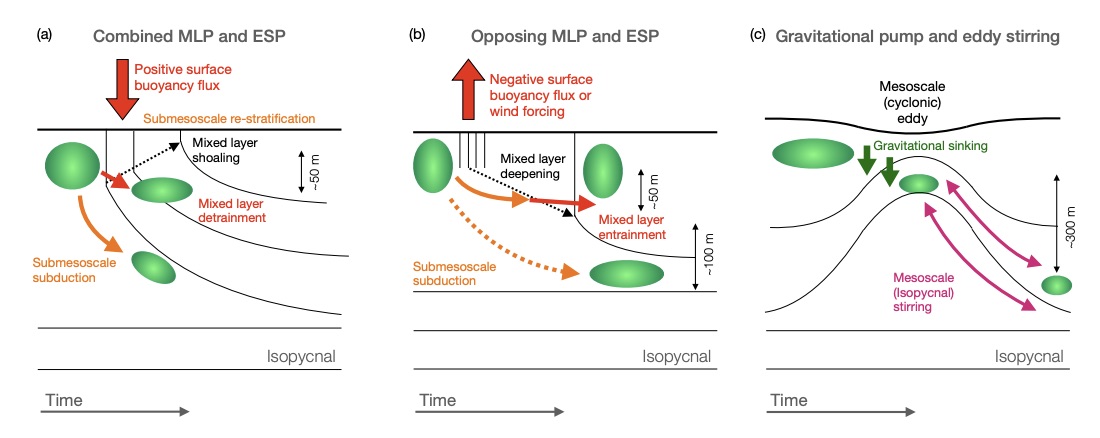 (a) Combined MLP and ESP
Positive surface
buoyancy flux
Submesoscale re-stratification
Mixed layer
shoaling
~50 m
Mixed layer
detrainment
Submesoscale
subduction
Isopycnal
Time
(b) Opposing MLP and ESP
Negative surface
buoyancy flux or
wind forcing
Mixed layer
deepening
~50 m
Mixed layer
entrainment
~100 m
Submesoscale
subduction
Isopycnal
Time
(c) Gravitational pump and eddy stirring
Mesoscale
(cyclonic)
eddy
Gravitational sinking
~300 m
Mesoscale
(Isopycnal)
stirring
Isopycnal
Time